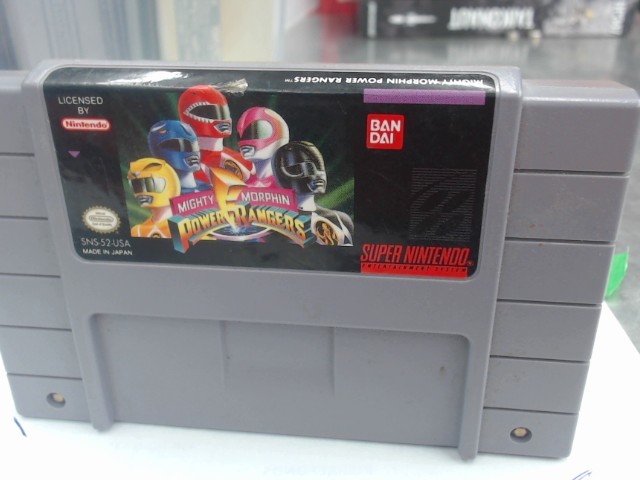 MIGHTY MORPHIN POWER RANGERS™
LICENSED
BY
Nintendo
BAN
DAI
MIGHTY MORPHIN
POWER RANGERS
SNS-52-USA
MADE IN JAPAN
SUPER NINTENDO
ENTERTAINMENT SYSTEM